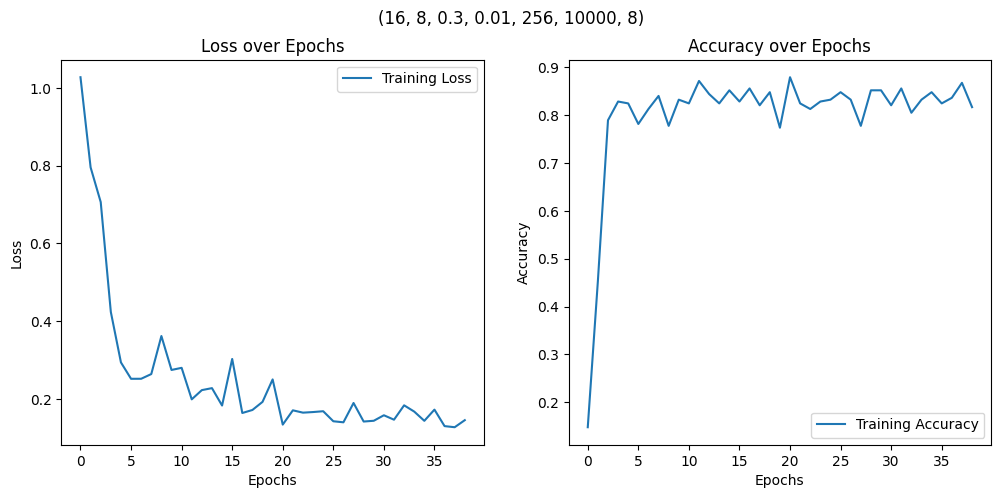 (16, 8, 0.3, 0.01, 256, 10000, 8)
Loss over Epochs
Training Loss
1.0
0.8
0.6
0.4
0.2
Loss
0 5 10 15 20 25 30 35
Epochs
Accuracy over Epochs
0.9
0.8
0.7
0.6
0.5
0.4
0.3
0.2
Accuracy
Training Accuracy
0 5 10 15 20 25 30 35
Epochs